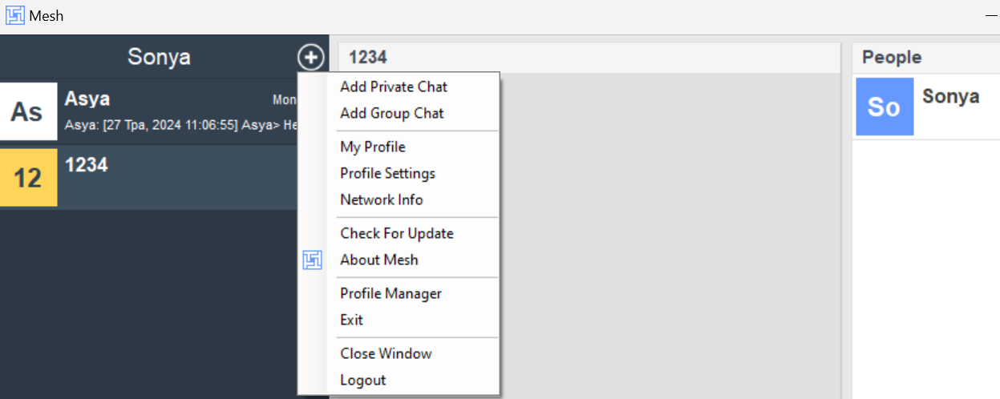 Mesh
Sonya
As
Asya
Mon
Asya: [27 Tpa, 2024 11:06:55] Asya> He
12
1234
Add Private Chat
Add Group Chat
My Profile
Profile Settings
Network Info
Check For Update
About Mesh
Profile Manager
Exit
Close Window
Logout
1234
People
So
Sonya